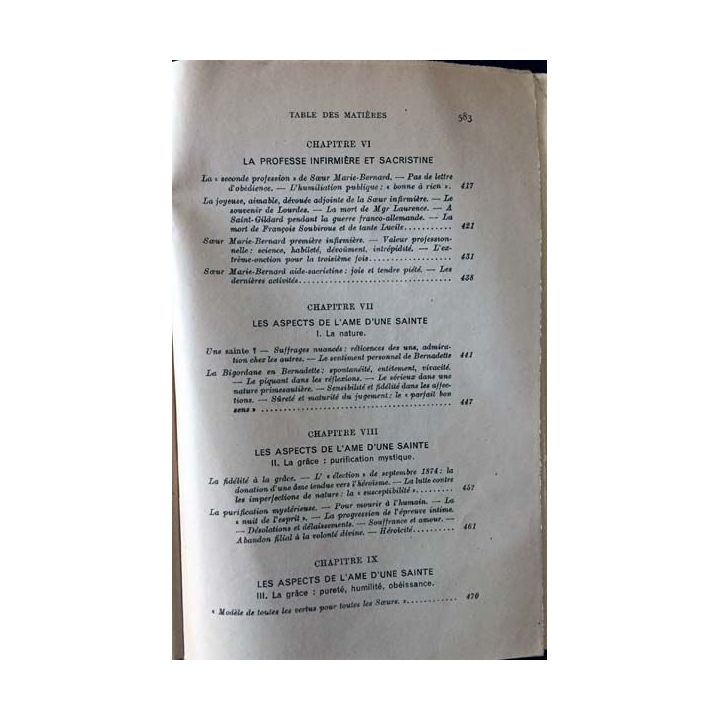 TABLE DES MATIÈRES 583
CHAPITRE VI
LA PROFESSE INFIRMIÈRE ET SACRISTINE
La « seconde profession » de Sœur Marie-Bernard. — Pas de lettre
d'obédience. — L'humiliation publique : « bonne à rien ». 417
La joyeuse, aimable, dévouée adjointe de la Sœur infirmière. — Le
souvenir de Lourdes. — La mort de Mgr Laurence. — A
Saint-Gildard pendant la guerre franco-allemande. — La
mort de François Soubirous et de tante Lucile........... 421
Sœur Marie-Bernard première infirmière. — Valeur profession-
nelle : science, habileté, dévoûment, intrépidité. — L'ex-
trême-onction pour la troisième fois.................... 431
Sœur Marie-Bernard aide-sacristine : joie et tendre piété. — Les
dernières activités.................................... 438
CHAPITRE VII
LES ASPECTS DE L'AME D'UNE SAINTE
I. La nature.
Une sainte ? — Suffrages nuancés : réticences des uns, admira-
tion chez les autres. — Le sentiment personnel de Bernadette 441
La Bigordane en Bernadette : spontanéité, entêtement, vivacité.
— Le piquant dans les réflexions. — Le sérieux dans une
nature primesautière. — Sensibilité et fidélité dans les affec-
tions. — Sûreté et maturité du jugement : le « parfait bon
sens » ............................................... 447
CHAPITRE VIII
LES ASPECTS DE L'AME D'UNE SAINTE
II. La grâce : purification mystique.
La fidélité à la grâce. — L' « élection » de septembre 1874 : la
donation d'une âme tendue vers l'héroïsme. — La lutte contre
les imperfections de nature : la « susceptibilité »......... 457
La purification mystérieuse. — Pour mourir à l'humain. — La
« nuit de l'esprit ». — La progression de l'épreuve intime.
— Désolations et délaissements. — Souffrance et amour. —
Abandon filial à la volonté divine. — Héroïcité.......... 461
CHAPITRE IX
LES ASPECTS DE L'AME D'UNE SAINTE
III. La grâce : pureté, humilité, obéissance.
« Modèle de toutes les vertus pour toutes les Sœurs. »........... 470